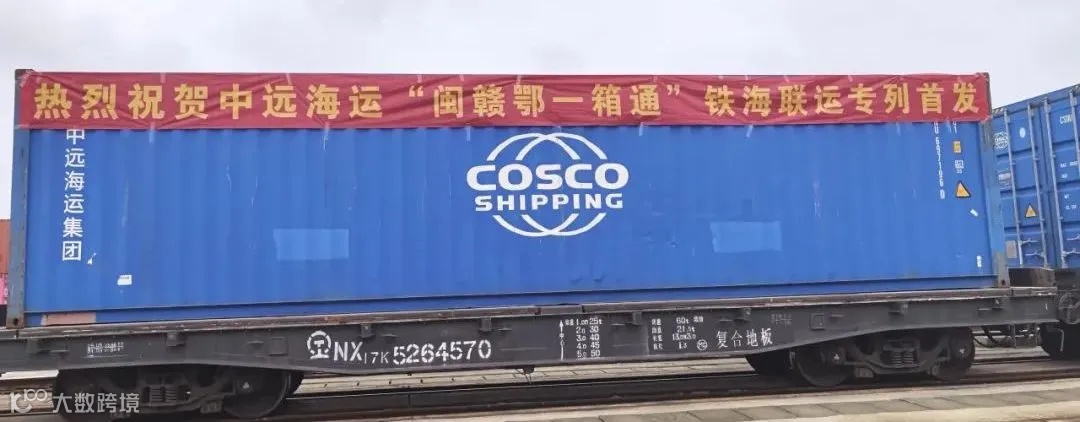 热烈祝贺中远海运“闽赣鄂一箱通”铁海联运专列首发
中远海运集团
COSCO
SHIPPING
NX17K 5264570
复合地板
大数跨境